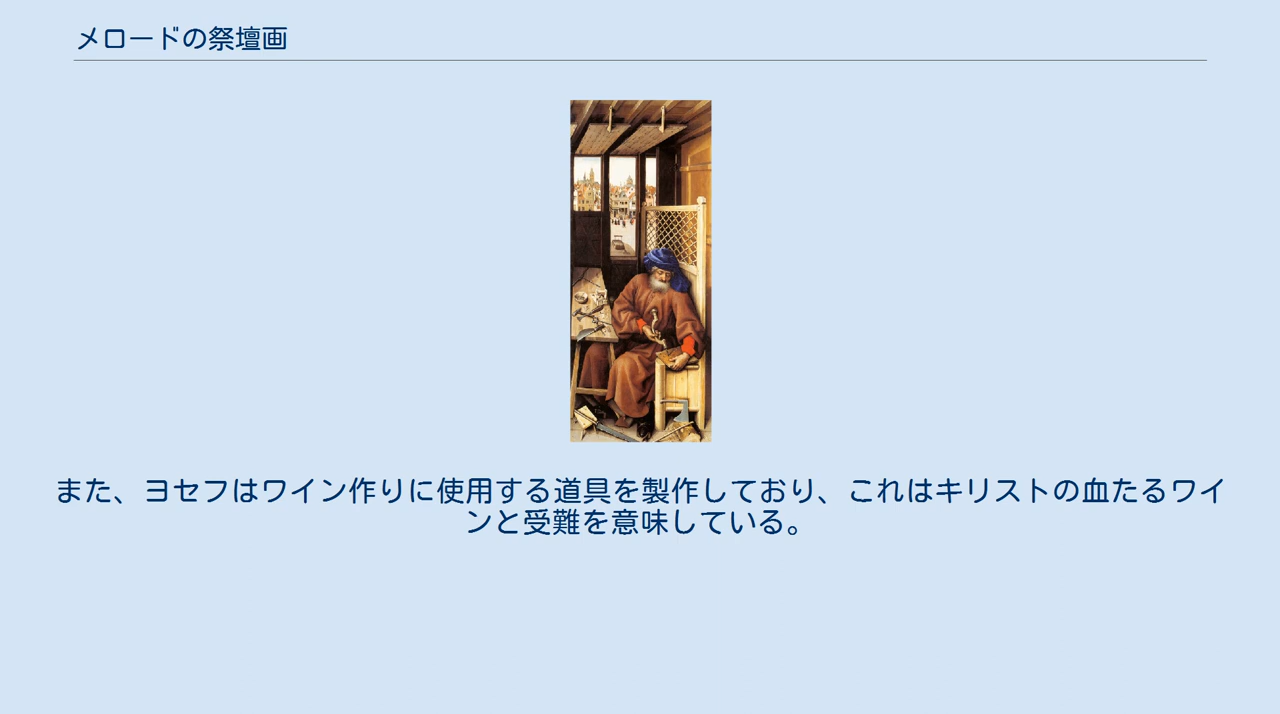 メロードの祭壇画
また、ヨセフはワイン作りに使用する道具を製作しており、これはキリストの血たるワイ
ンと受難を意味している。